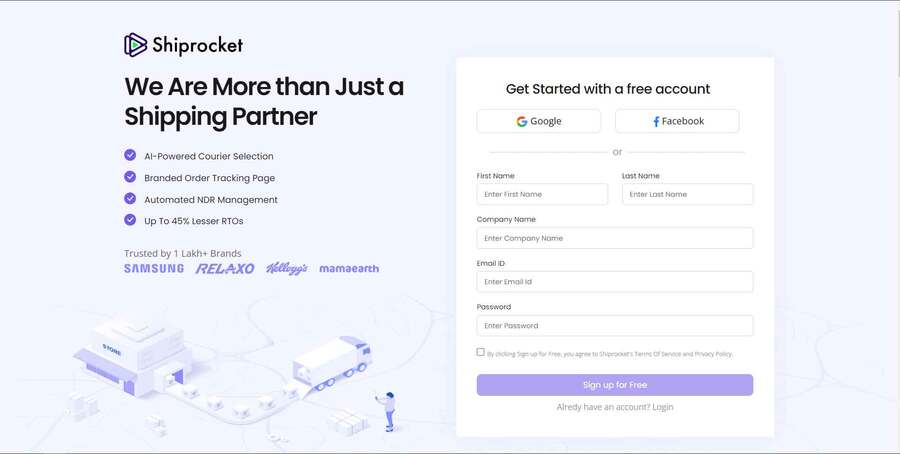 Shiprocket
We Are More than Just a
Shipping Partner
AI-Powered Courier Selection
Branded Order Tracking Page
Automated NDR Management
Up To 45% Lesser RTOs
Trusted by 1 Lakh+ Brands
SAMSUNG RELAXO Kellogg's mamaearth
STORE
Get Started with a free account
Google Facebook
or
First Name Last Name
Enter First Name Enter Last Name
Company Name
Enter Company Name
Email ID
Enter Email Id
Password
Enter Password
By clicking Sign up for Free, you agree to Shiprocket's Terms Of Service and Privacy Policy.
Sign up for Free
Alredy have an account? Login